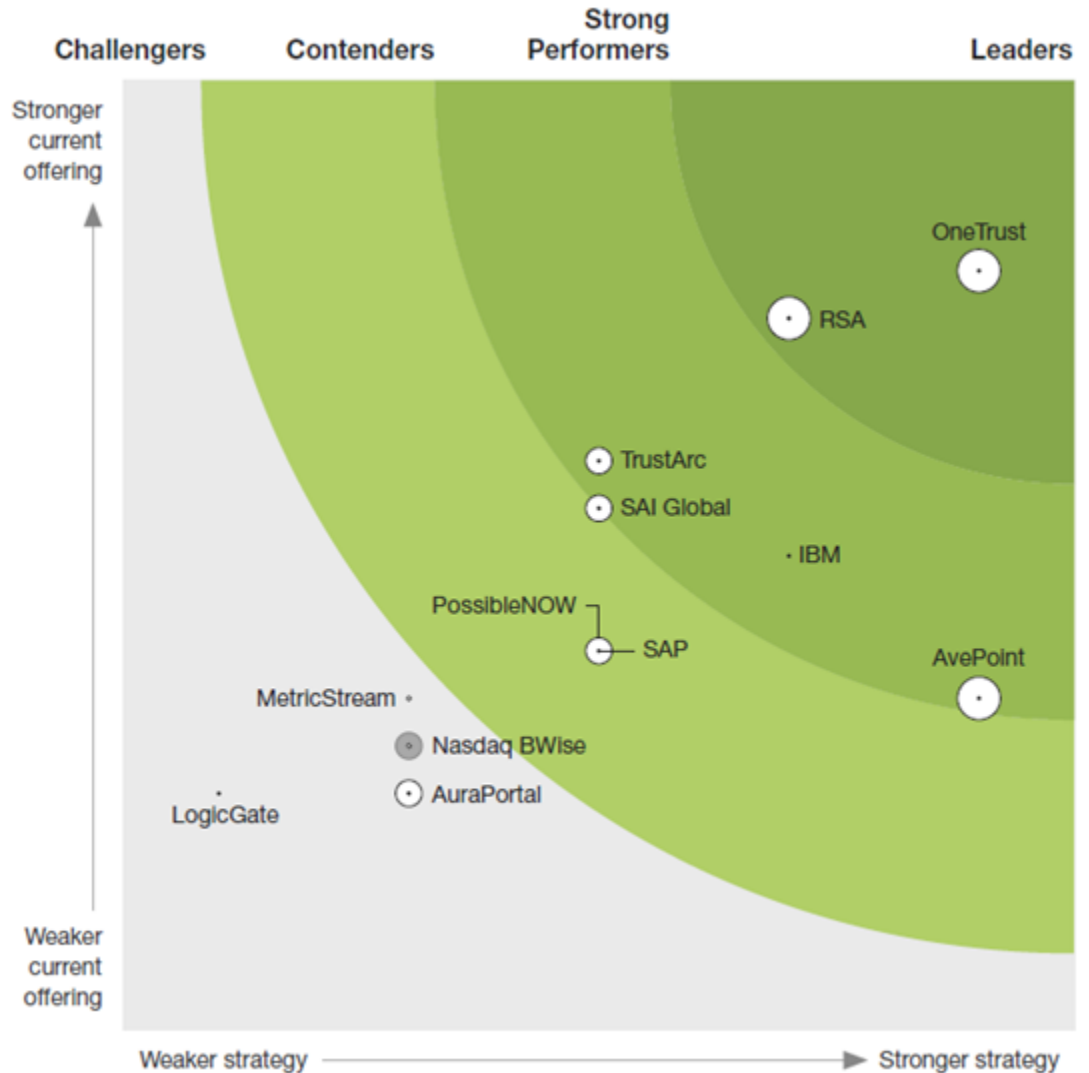 Challengers
Contenders
Strong
Performers
Leaders
Stronger
current
offering
OneTrust
RSA
TrustArc
SAI Global
IBM
PossibleNOW
SAP
AvePoint
MetricStream
Nasdaq BWise
AuraPortal
LogicGate
Weaker
current
offering
Weaker strategy
Stronger strategy